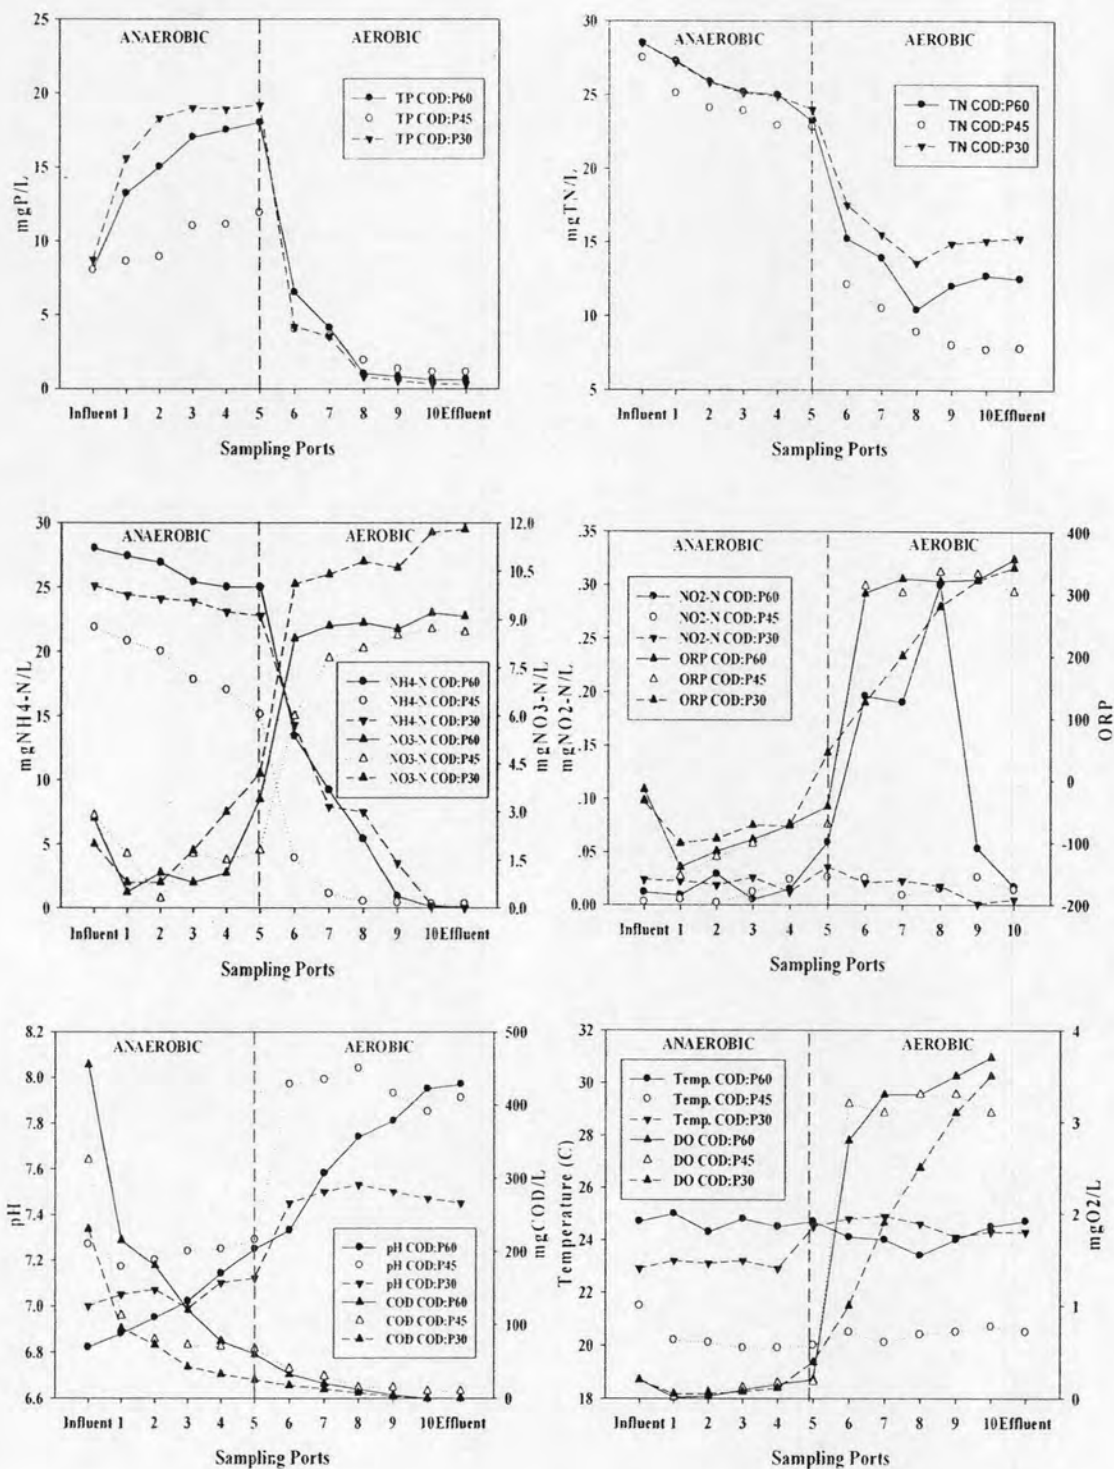 25
20
15
10
5
0
mgP/L
ANAEROBIC
AEROBIC
TP COD:P60
TP COD:P45
TP COD:P30
Influent 1 2 3 4 5 6 7 8 9 10 Effluent
Sampling Ports
30
25
20
15
10
5
mgTN/L
ANAEROBIC
AEROBIC
TN COD:P60
TN COD:P45
TN COD:P30
Influent 1 2 3 4 5 6 7 8 9 10 Effluent
Sampling Ports
30
25
20
15
10
5
0
mgNH4-N/L
ANAEROBIC
AEROBIC
NH4-N COD:P60
NH4-N COD:P45
NH4-N COD:P30
NO3-N COD:P60
NO3-N COD:P45
NO3-N COD:P30
12.0
10.5
9.0
7.5
6.0
4.5
3.0
1.5
0.0
mgNO3-N/L
Influent 1 2 3 4 5 6 7 8 9 10 Effluent
Sampling Ports
.35
.30
.25
.20
.15
.10
.05
0.00
mgNO2-N/L
ANAEROBIC
AEROBIC
NO2-N COD:P60
NO2-N COD:P45
NO2-N COD:P30
ORP COD:P60
ORP COD:P45
ORP COD:P30
400
300
200
100
0
-100
-200
ORP
Influent 1 2 3 4 5 6 7 8 9 10
Sampling Ports
8.2
8.0
7.8
7.6
7.4
7.2
7.0
6.8
6.6
pH
ANAEROBIC
AEROBIC
pH COD:P60
pH COD:P45
pH COD:P30
COD COD:P60
COD COD:P45
COD COD:P30
500
400
300
200
100
0
mgCOD/L
Influent 1 2 3 4 5 6 7 8 9 10 Effluent
Sampling Ports
32
30
28
26
24
22
20
18
Temperature (C)
ANAEROBIC
AEROBIC
Temp. COD:P60
Temp. COD:P45
Temp. COD:P30
DO COD:P60
DO COD:P45
DO COD:P30
4
3
2
1
0
mgO2/L
Influent 1 2 3 4 5 6 7 8 9 10 Effluent
Sampling Ports